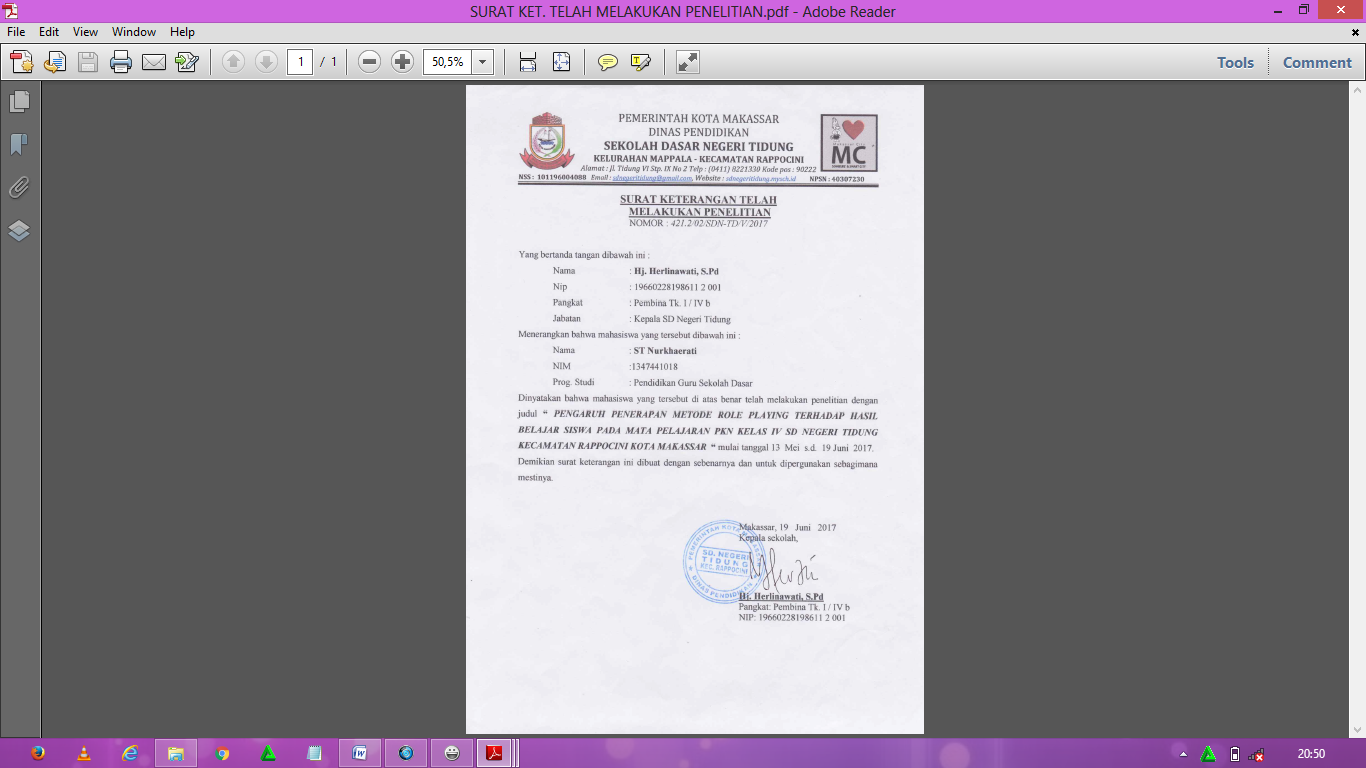 SURAT KET. TELAH MELAKUKAN PENELITIAN.pdf - Adobe Reader
File Edit View Window Help
1 / 1 50,5% Tools Comment
PEMERINTAH KOTA MAKASSAR
DINAS PENDIDIKAN
SEKOLAH DASAR NEGERI TIDUNG
KELURAHAN MAPPALA - KECAMATAN RAPPOCINI
MC
Alamat : Jl. Tidung VI Stp. IX No 2 Telp : (0411) 8221330 Kode pos : 90222
NSS : 101196004088 Email : sdnegeritidung@gmail.com, Website : sdnegeritidung.mysch.id NPSN : 40307230
SURAT KETERANGAN TELAH
MELAKUKAN PENELITIAN
NOMOR : 421.2/02/SDN-TD/V/2017
Yang bertanda tangan dibawah ini :
Nama : Hj. Herlinawati, S.Pd
Nip : 19660228198611 2 001
Pangkat : Pembina Tk. I / IV b
Jabatan : Kepala SD Negeri Tidung
Menerangkan bahwa mahasiswa yang tersebut dibawah ini :
Nama : ST Nurkhaerati
NIM :1347441018
Prog. Studi : Pendidikan Guru Sekolah Dasar
Dinyatakan bahwa mahasiswa yang tersebut di atas benar telah melakukan penelitian dengan
judul “ PENGARUH PENERAPAN METODE ROLE PLAYING TERHADAP HASIL
BELAJAR SISWA PADA MATA PELAJARAN PKN KELAS IV SD NEGERI TIDUNG
KECAMATAN RAPPOCINI KOTA MAKASSAR “ mulai tanggal 13 Mei s.d. 19 Juni 2017.
Demikian surat keterangan ini dibuat dengan sebenarnya dan untuk dipergunakan sebagimana
mestinya.
Makassar, 19 Juni 2017
Kepala sekolah,
PEMERINTAH KOTA
SD. NEGERI
TIDUNG
KEC. RAPPOCINI
DINAS PENDIDIKAN
Hj. Herlinawati, S.Pd
Pangkat: Pembina Tk. I / IV b
NIP: 19660228198611 2 001
20:50